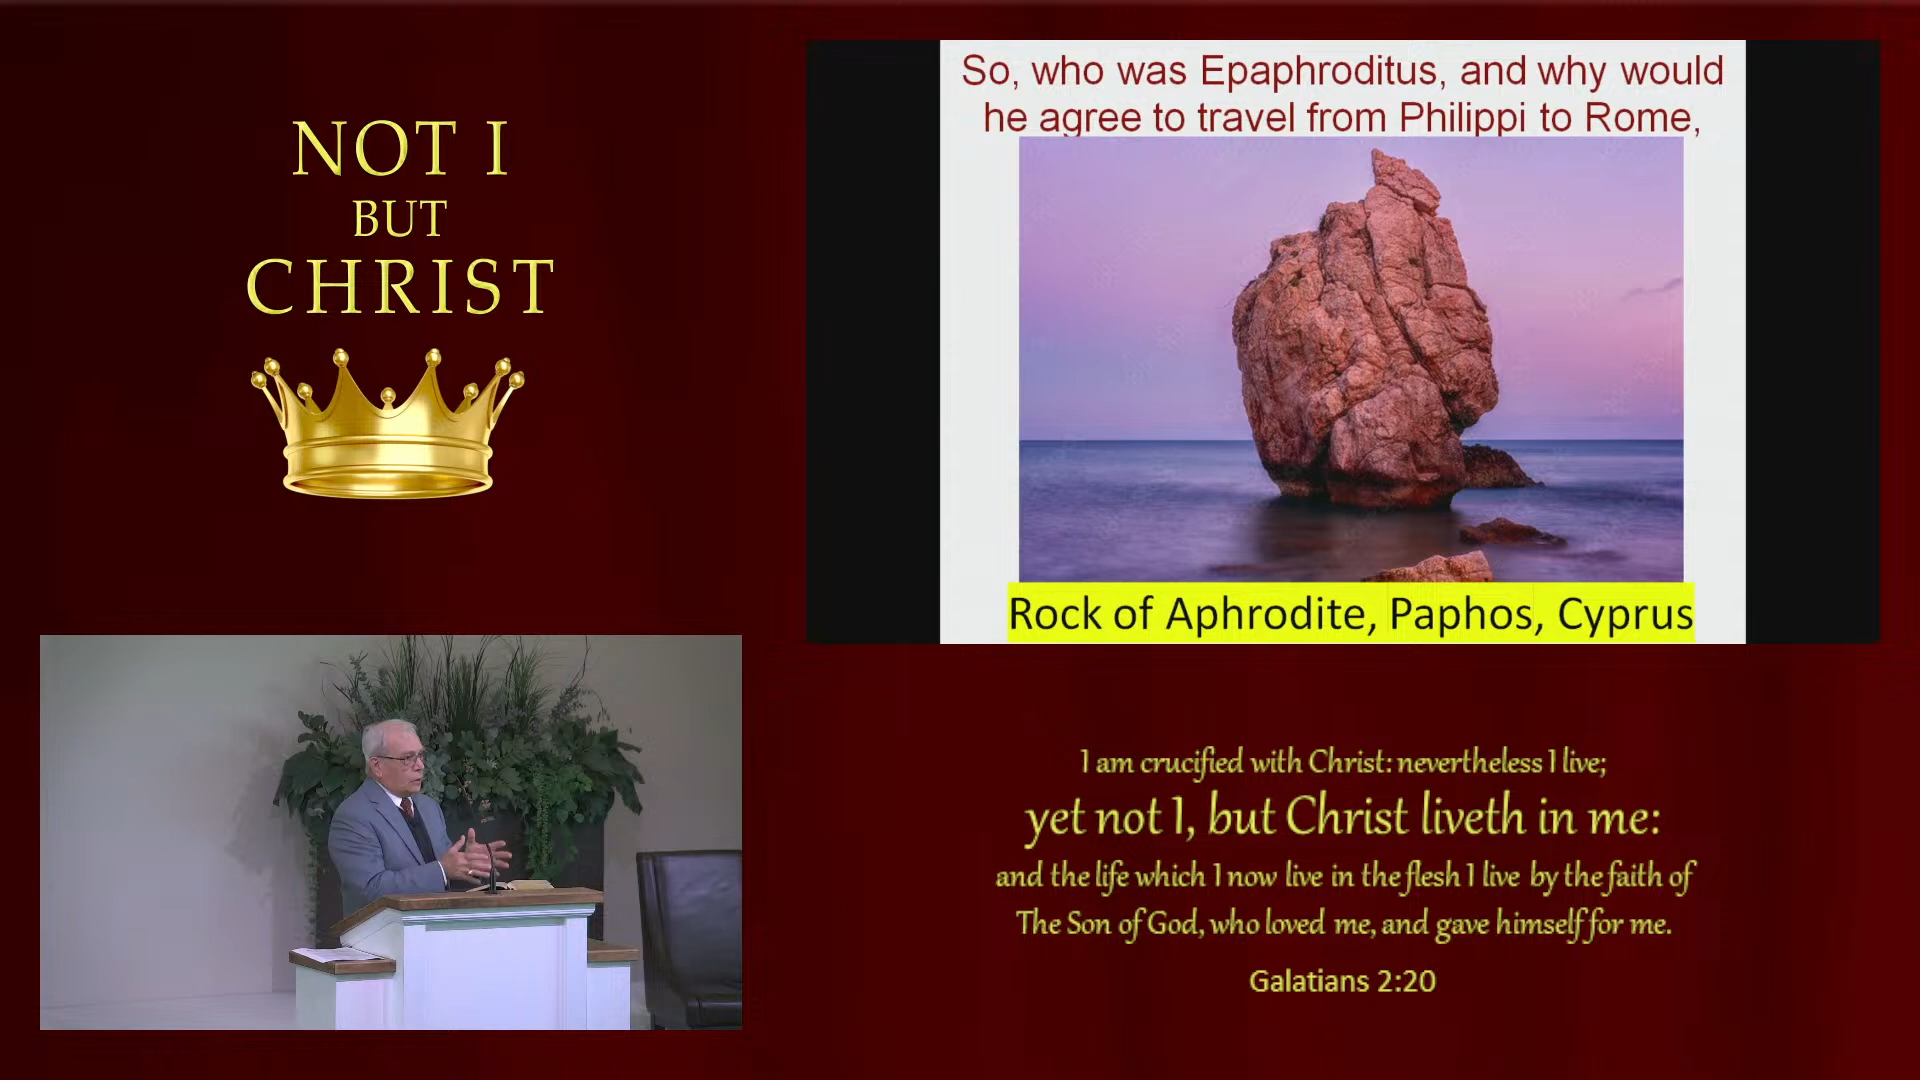 NOT I
BUT
CHRIST
So, who was Epaphroditus, and why would
he agree to travel from Philippi to Rome,
Rock of Aphrodite, Paphos, Cyprus
I am crucified with Christ: nevertheless I live;
yet not I, but Christ liveth in me:
and the life which I now live in the flesh I live by the faith of
The Son of God, who loved me, and gave himself for me.
Galatians 2:20